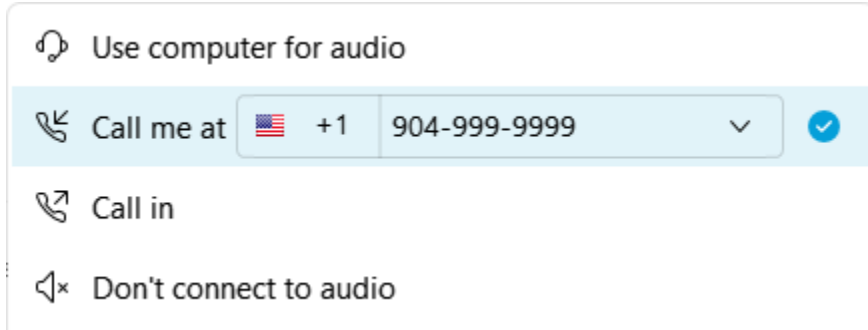 Use computer for audio
Call me at +1 904-999-9999
Call in
Don't connect to audio